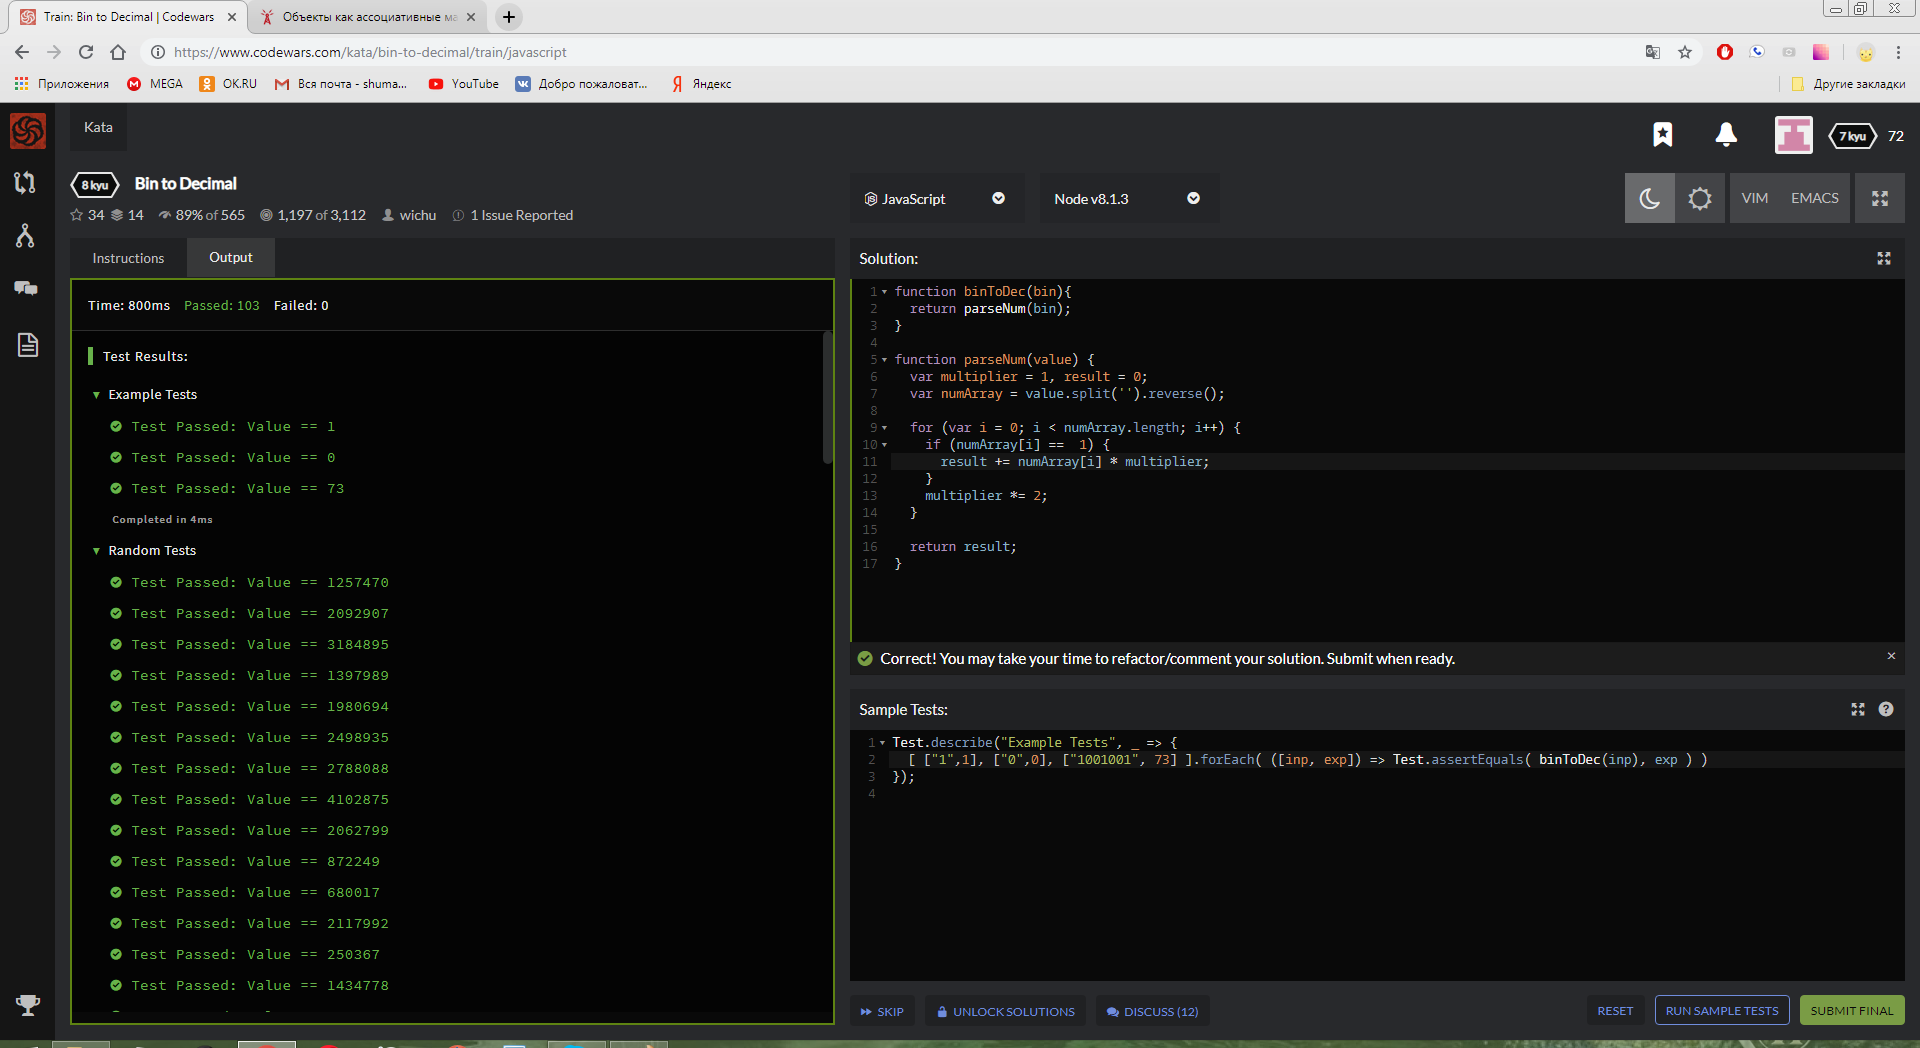 Train: Bin to Decimal | Codewars
Объекты как ассоциативные ма
https://www.codewars.com/kata/bin-to-decimal/train/javascript
Приложения
MEGA
OK.RU
Вся почта - shuma...
YouTube
Добро пожаловат...
Яндекс
Другие закладки
Kata
7 kyu
72
8 kyu
Bin to Decimal
34 14 89% of 565 1,197 of 3,112 wichu 1 Issue Reported
JavaScript
Node v8.1.3
VIM
EMACS
Instructions
Output
Time: 800ms Passed: 103 Failed: 0
Test Results:
Example Tests
Test Passed: Value == 1
Test Passed: Value == 0
Test Passed: Value == 73
Completed in 4ms
Random Tests
Test Passed: Value == 1257470
Test Passed: Value == 2092907
Test Passed: Value == 3184895
Test Passed: Value == 1397989
Test Passed: Value == 1980694
Test Passed: Value == 2498935
Test Passed: Value == 2788088
Test Passed: Value == 4102875
Test Passed: Value == 2062799
Test Passed: Value == 872249
Test Passed: Value == 680017
Test Passed: Value == 2117992
Test Passed: Value == 250367
Test Passed: Value == 1434778
Solution:
1 function binToDec(bin){
2 return parseNum(bin);
3 }
4
5 function parseNum(value) {
6 var multiplier = 1, result = 0;
7 var numArray = value.split('').reverse();
8
9 for (var i = 0; i < numArray.length; i++) {
10 if (numArray[i] == 1) {
11 result += numArray[i] * multiplier;
12 }
13 multiplier *= 2;
14 }
15
16 return result;
17 }
Correct! You may take your time to refactor/comment your solution. Submit when ready.
Sample Tests:
1 Test.describe("Example Tests", _ => {
2 [ ["1",1], ["0",0], ["1001001", 73] ].forEach( ([inp, exp]) => Test.assertEquals( binToDec(inp), exp ) )
3 });
4
SKIP
UNLOCK SOLUTIONS
DISCUSS (12)
RESET
RUN SAMPLE TESTS
SUBMIT FINAL